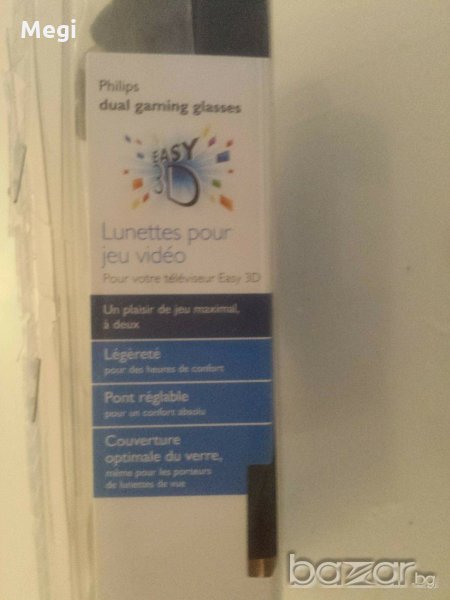 Megi
Philips
dual gaming glasses
EASY
3D
Lunettes pour
jeu vidéo
Pour votre téléviseur Easy 3D
Un plaisir de jeu maximal,
à deux
Légèreté
pour des heures de confort
Pont réglable
pour un confort absolu
Couverture
optimale du verre,
même pour les porteurs
de lunettes de vue
bazar.bg